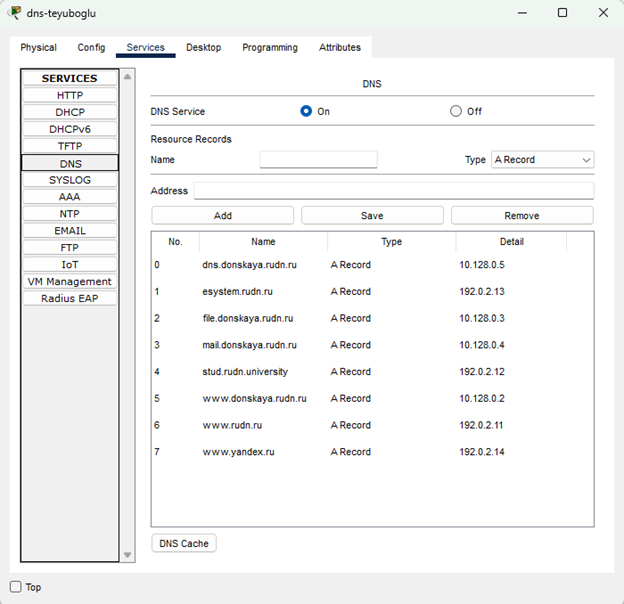 dns-teyuboglu
Physical Config Services Desktop Programming Attributes
SERVICES
HTTP
DHCP
DHCPv6
TFTP
DNS
SYSLOG
AAA
NTP
EMAIL
FTP
IoT
VM Management
Radius EAP
DNS
DNS Service On Off
Resource Records
Name Type A Record
Address
Add Save Remove
No. Name Type Detail
0 dns.donskaya.rudn.ru A Record 10.128.0.5
1 esystem.rudn.ru A Record 192.0.2.13
2 file.donskaya.rudn.ru A Record 10.128.0.3
3 mail.donskaya.rudn.ru A Record 10.128.0.4
4 stud.rudn.university A Record 192.0.2.12
5 www.donskaya.rudn.ru A Record 10.128.0.2
6 www.rudn.ru A Record 192.0.2.11
7 www.yandex.ru A Record 192.0.2.14
DNS Cache
Top